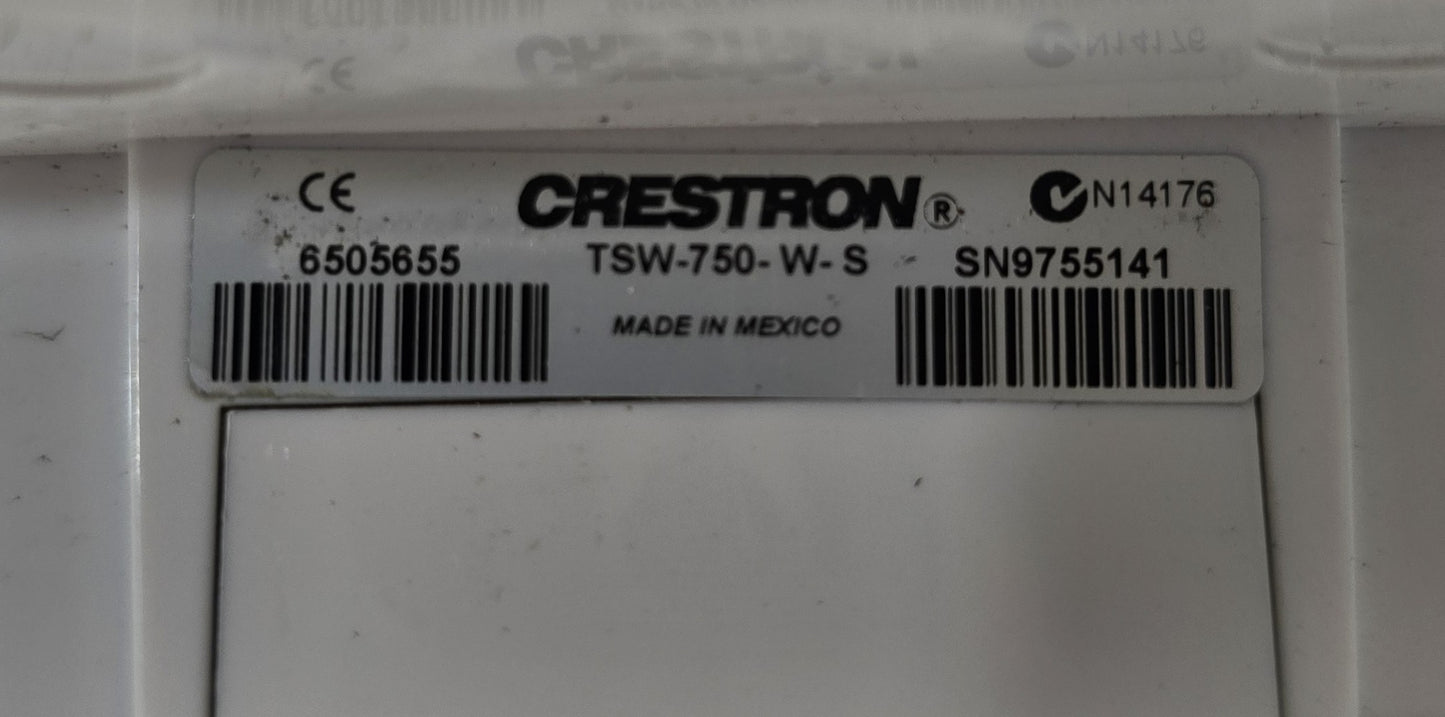 CE CRESTRON® N14176
6505655 TSW-750-W-S SN9755141
MADE IN MEXICO